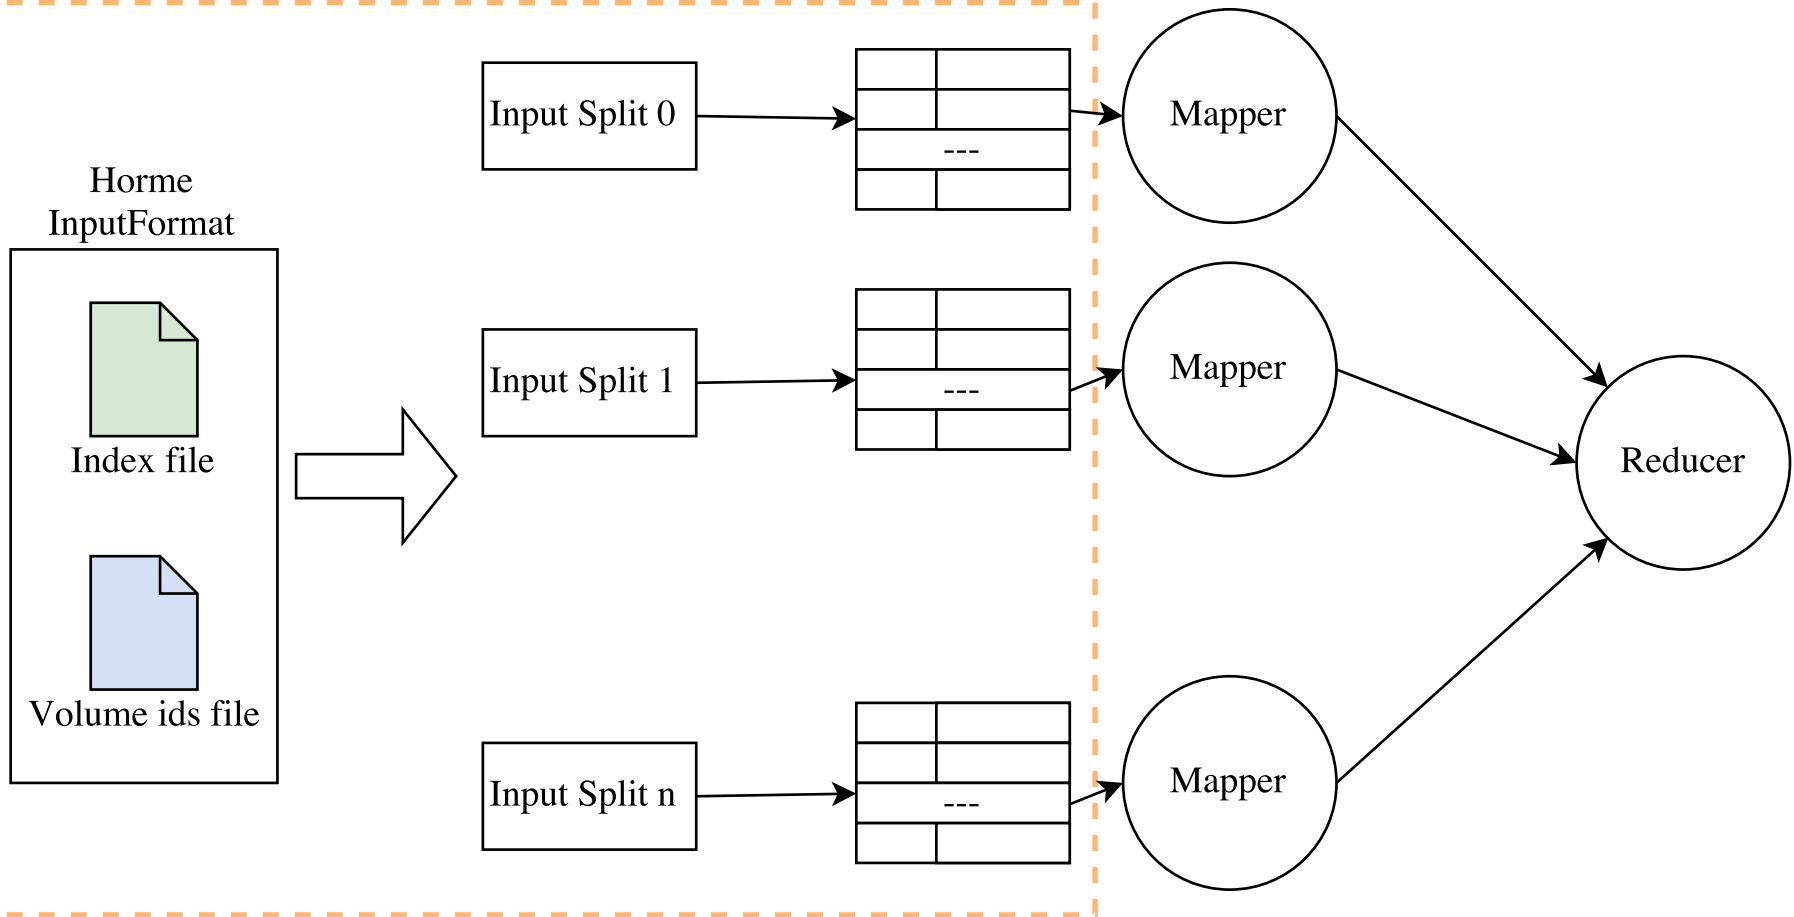 Horme
InputFormat
Index file
Volume ids file
Input Split 0
---
Mapper
Input Split 1
---
Mapper
Input Split n
---
Mapper
Reducer